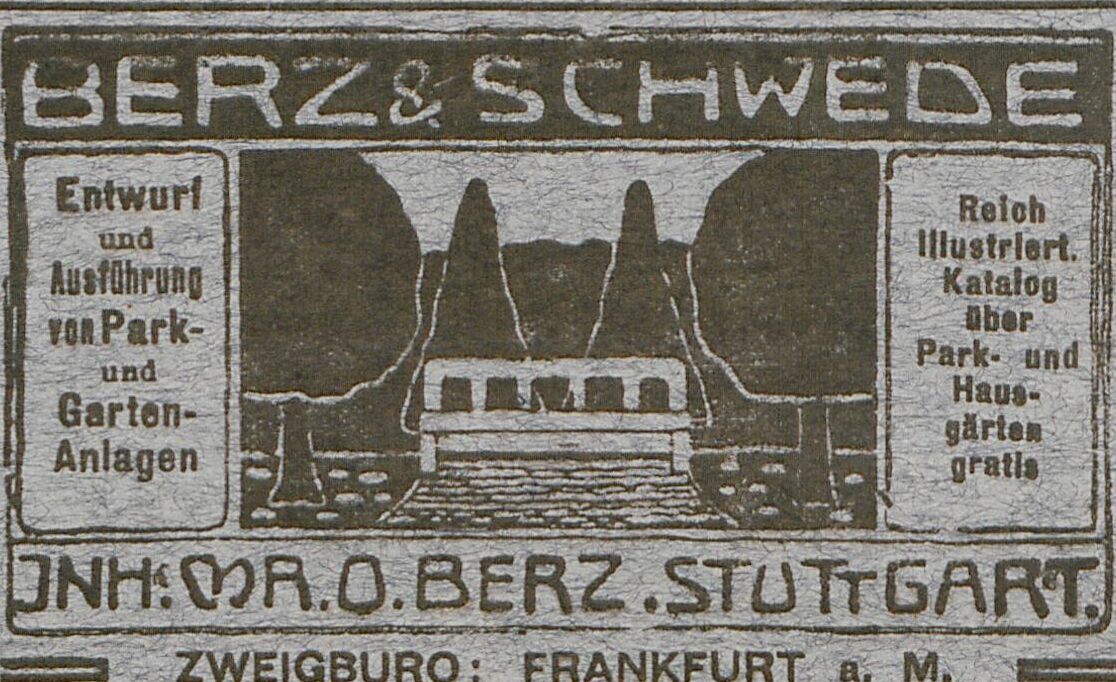 BERZ & SCHWEDE
Entwurf
und
Ausführung
von Park-
und
Garten-
Anlagen
Reich
illustriert.
Katalog
über
Park- und
Haus-
gärten
gratis
JNH: MR. O. BERZ. STUTTGART.
ZWEIGBURO: FRANKFURT a. M.